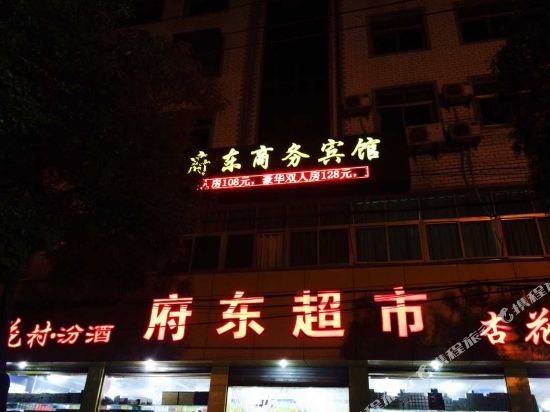 府东商务宾馆
人房108元，豪华双人房128元，
花村·汾酒
府东超市
杏花
携程旅